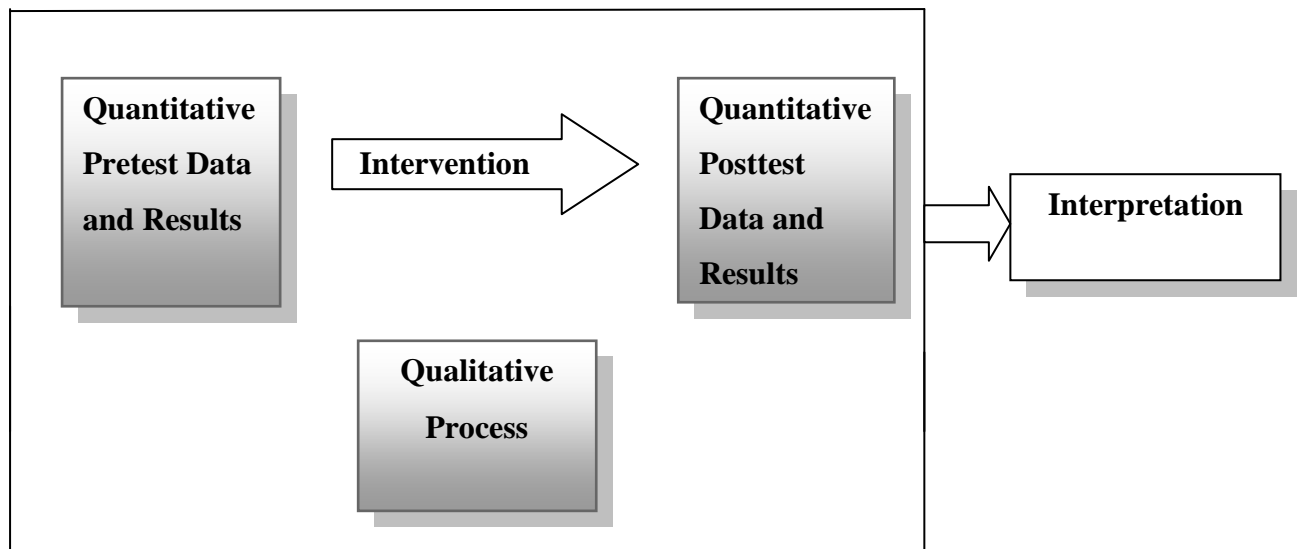 Quantitative
Pretest Data
and Results
Intervention
Quantitative
Posttest
Data and
Results
Interpretation
Qualitative
Process